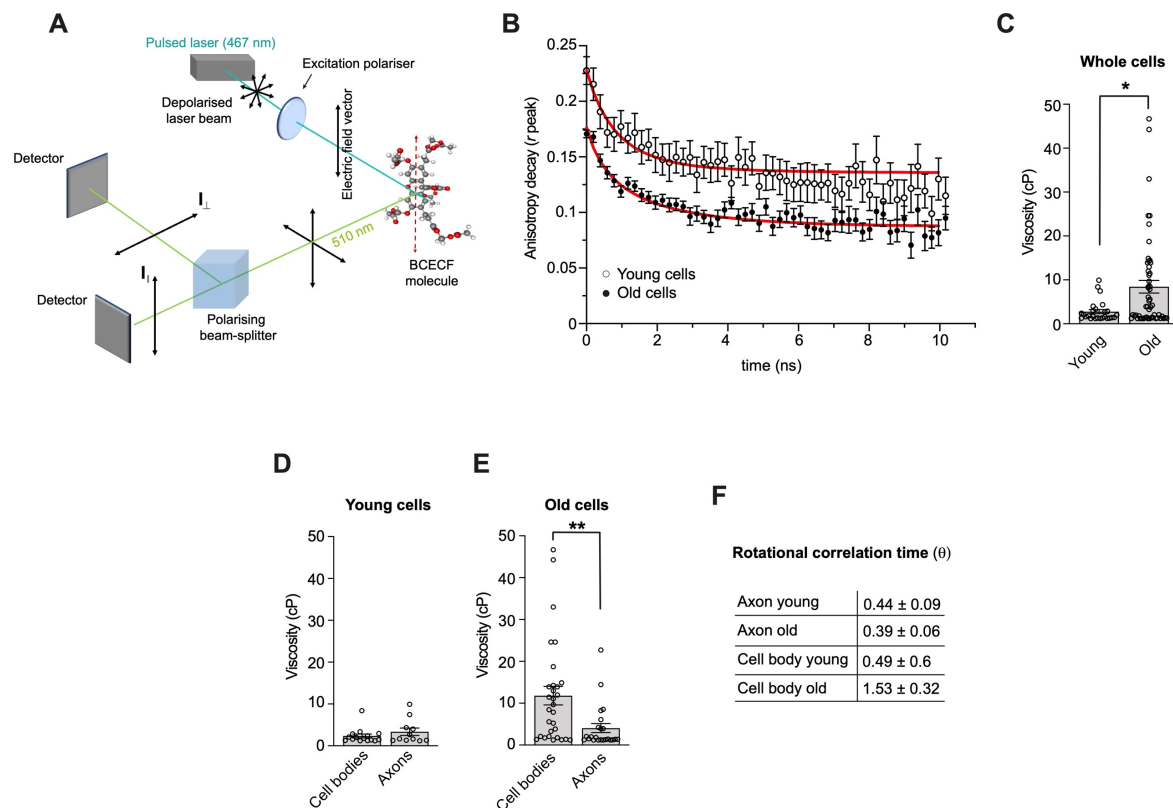 A
Pulsed laser (467 nm)
Excitation polariser
Depolarised
laser beam
Electric field vector
Detector
I⊥
510 nm
BCECF
molecule
I||
Detector
Polarising
beam-splitter
B
0.25
0.2
0.15
0.1
0.05
0
Anisotropy decay (r peak)
Young cells
Old cells
0
2
4
6
8
10
time (ns)
C
Whole cells
*
50
40
30
20
10
0
Viscosity (cP)
Young
Old
D
Young cells
50
40
30
20
10
0
Viscosity (cP)
Cell bodies
Axons
E
Old cells
**
50
40
30
20
10
0
Viscosity (cP)
Cell bodies
Axons
F
Rotational correlation time (θ)
Axon young 0.44 ± 0.09
Axon old 0.39 ± 0.06
Cell body young 0.49 ± 0.6
Cell body old 1.53 ± 0.32